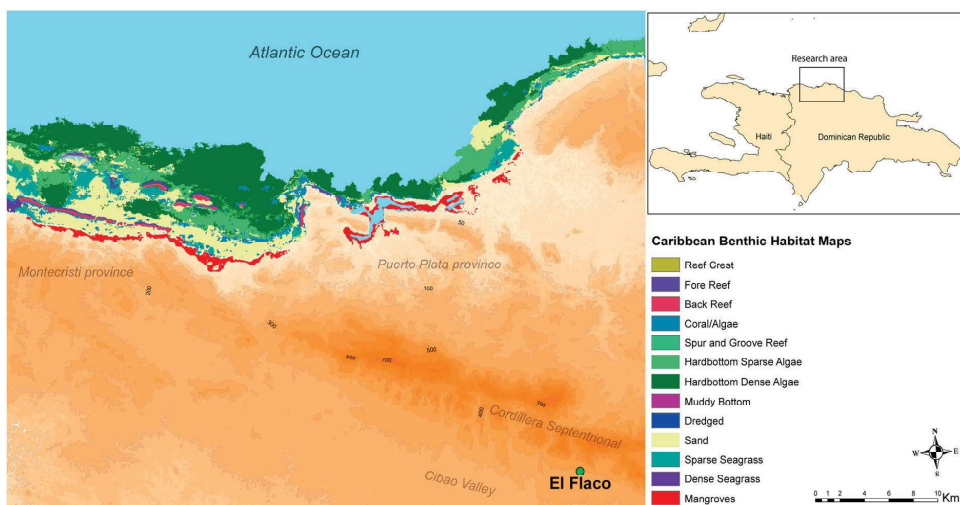 Atlantic Ocean
Montecristi province
Puerto Plata province
50
100
200
300
500
700
400
700
Cordillera Septentrional
Cibao Valley
El Flaco
Research area
Haiti
Dominican Republic
Caribbean Benthic Habitat Maps
Reef Crest
Fore Reef
Back Reef
Coral/Algae
Spur and Groove Reef
Hardbottom Sparse Algae
Hardbottom Dense Algae
Muddy Bottom
Dredged
Sand
Sparse Seagrass
Dense Seagrass
Mangroves
N
W E
S
0 1 2 4 6 8 10
Km